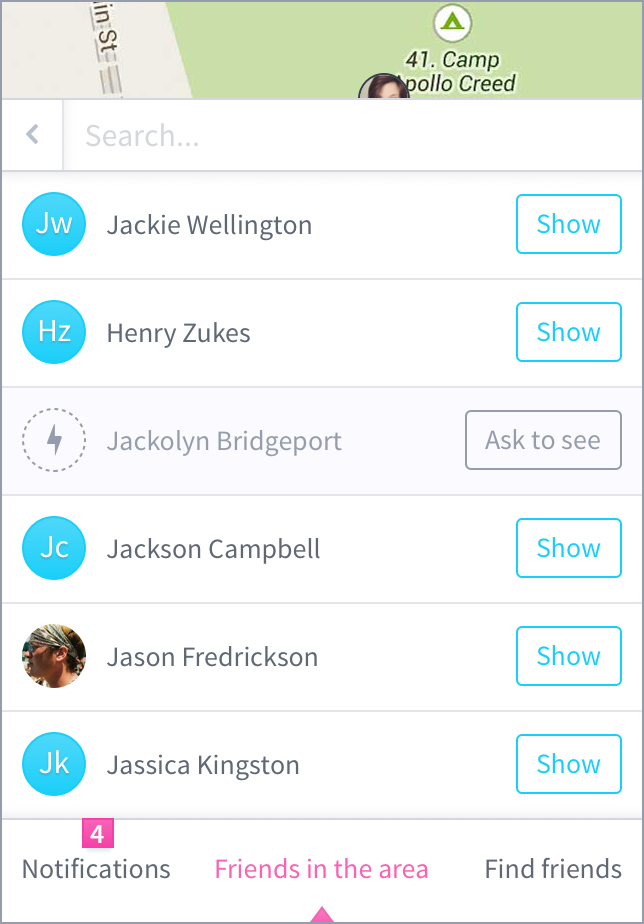 in St
41. Camp
Apollo Creed
Search...
Jw Jackie Wellington Show
Hz Henry Zukes Show
Jackolyn Bridgeport Ask to see
Jc Jackson Campbell Show
Jason Fredrickson Show
Jk Jassica Kingston Show
4
Notifications Friends in the area Find friends